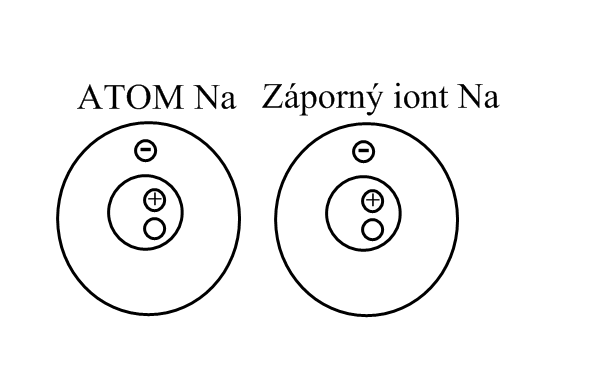 ATOM Na Záporný iont Na
- -
+ +